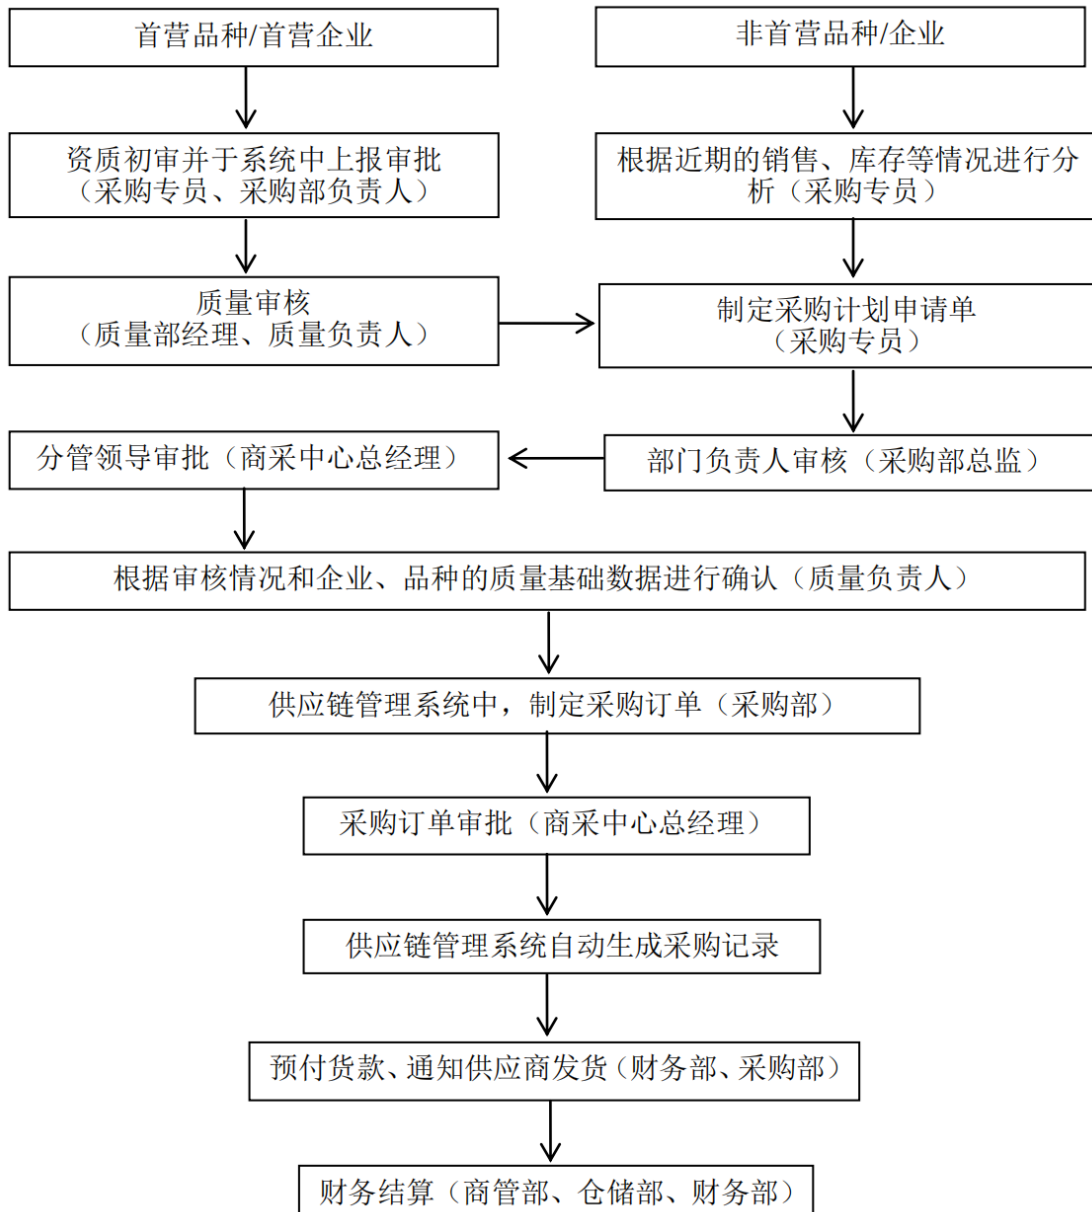 首营品种/首营企业
非首营品种/企业
资质初审并于系统中上报审批
（采购专员、采购部负责人）
根据近期的销售、库存等情况进行分
析（采购专员）
质量审核
（质量部经理、质量负责人）
制定采购计划申请单
（采购专员）
分管领导审批（商采中心总经理）
部门负责人审核（采购部总监）
根据审核情况和企业、品种的质量基础数据进行确认（质量负责人）
供应链管理系统中，制定采购订单（采购部）
采购订单审批（商采中心总经理）
供应链管理系统自动生成采购记录
预付货款、通知供应商发货（财务部、采购部）
财务结算（商管部、仓储部、财务部）